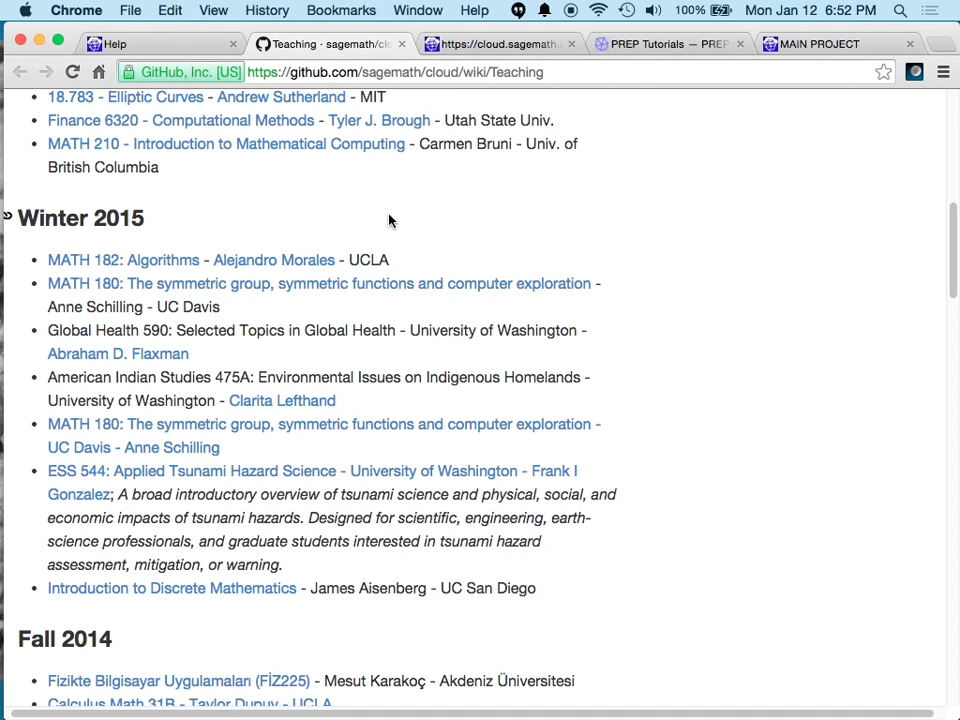 Chrome File Edit View History Bookmarks Window Help 100% Mon Jan 12 6:52 PM
Help Teaching · sagemath/clo https://cloud.sagemath. PREP Tutorials — PREP MAIN PROJECT
GitHub, Inc. [US] https://github.com/sagemath/cloud/wiki/Teaching
• 18.783 - Elliptic Curves - Andrew Sutherland - MIT
• Finance 6320 - Computational Methods - Tyler J. Brough - Utah State Univ.
• MATH 210 - Introduction to Mathematical Computing - Carmen Bruni - Univ. of
British Columbia
Winter 2015
• MATH 182: Algorithms - Alejandro Morales - UCLA
• MATH 180: The symmetric group, symmetric functions and computer exploration -
Anne Schilling - UC Davis
• Global Health 590: Selected Topics in Global Health - University of Washington -
Abraham D. Flaxman
• American Indian Studies 475A: Environmental Issues on Indigenous Homelands -
University of Washington - Clarita Lefthand
• MATH 180: The symmetric group, symmetric functions and computer exploration -
UC Davis - Anne Schilling
• ESS 544: Applied Tsunami Hazard Science - University of Washington - Frank I
Gonzalez; A broad introductory overview of tsunami science and physical, social, and
economic impacts of tsunami hazards. Designed for scientific, engineering, earth-
science professionals, and graduate students interested in tsunami hazard
assessment, mitigation, or warning.
• Introduction to Discrete Mathematics - James Aisenberg - UC San Diego
Fall 2014
• Fizikte Bilgisayar Uygulamaları (FİZ225) - Mesut Karakoç - Akdeniz Üniversitesi
• Calculus Math 31B - Taylor Dupuy - UCLA